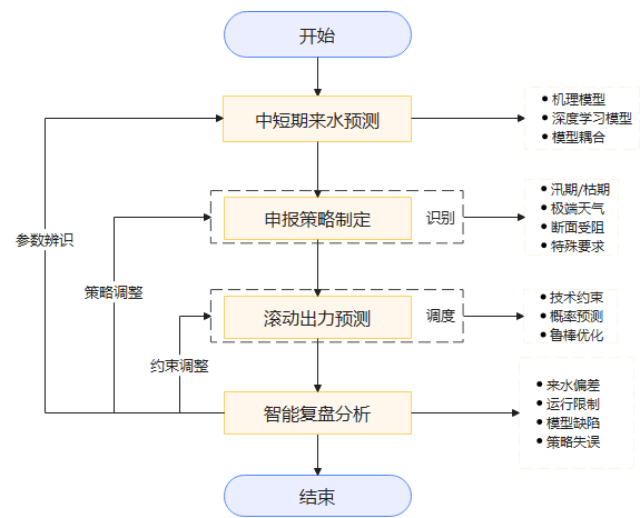 开始
中短期来水预测
● 机理模型
● 深度学习模型
● 模型耦合
申报策略制定
识别
● 汛期/枯期
● 极端天气
● 断面受阻
● 特殊要求
参数辨识
策略调整
滚动出力预测
调度
● 技术约束
● 概率预测
● 鲁棒优化
约束调整
智能复盘分析
● 来水偏差
● 运行限制
● 模型缺陷
● 策略失误
结束